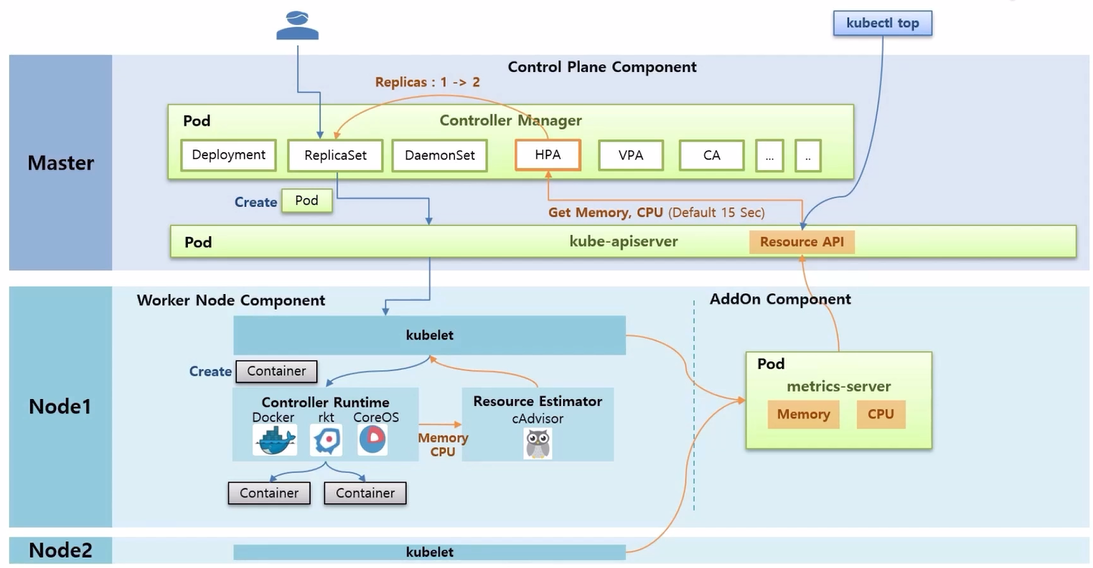 kubectl top
Master
Control Plane Component
Replicas : 1 -> 2
Pod
Controller Manager
Deployment
ReplicaSet
DaemonSet
HPA
VPA
CA
...
..
Create
Pod
Get Memory, CPU (Default 15 Sec)
Pod
kube-apiserver
Resource API
Node1
Worker Node Component
AddOn Component
kubelet
Create
Container
Controller Runtime
Docker
rkt
CoreOS
Memory
CPU
Resource Estimator
cAdvisor
Container
Container
Pod
metrics-server
Memory
CPU
Node2
kubelet